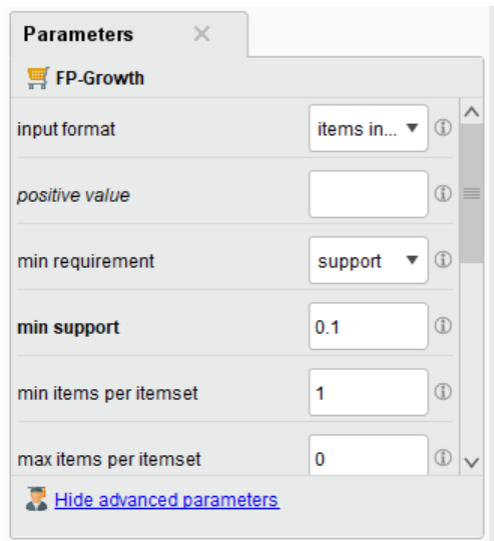 Parameters
FP-Growth
input format items in...
positive value
min requirement support
min support 0.1
min items per itemset 1
max items per itemset 0
Hide advanced parameters